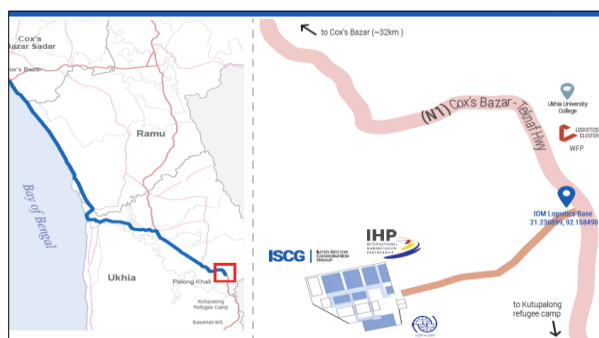 Cox's
Bazar Sadar
Cox's Bazar
Ramu
Bay of Bengal
Ukhia
Palong Khali
Kutupalong
Refugee Camp
Balukhali MS
to Cox's Bazar (~32km )
(N1) Cox's Bazar - Teknaf Hwy
Ukhia University
College
LOGISTICS
CLUSTER
WFP
IOM Logistics Base
21.236899, 92.158490
ISCG
INTER SECTOR
COORDINATION
GROUP
IHP
INTERNATIONAL
HUMANITARIAN
PARTNERSHIP
to Kutupalong
refugee camp